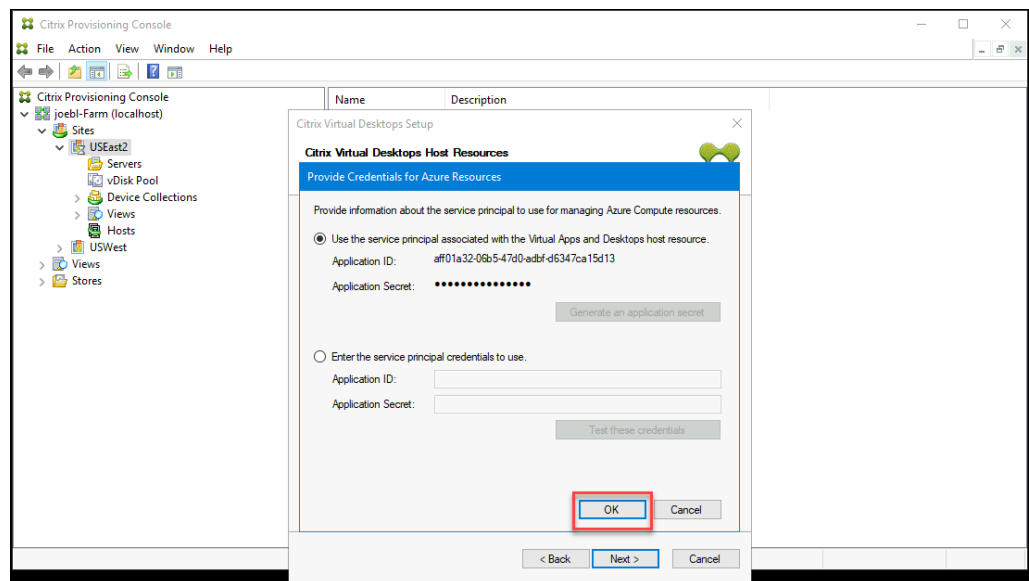 Citrix Provisioning Console
File Action View Window Help
Citrix Provisioning Console
joebl-Farm (localhost)
Sites
USEast2
Servers
vDisk Pool
Device Collections
Views
Hosts
USWest
Views
Stores
Name Description
Citrix Virtual Desktops Setup
Citrix Virtual Desktops Host Resources
Provide Credentials for Azure Resources
Provide information about the service principal to use for managing Azure Compute resources.
Use the service principal associated with the Virtual Apps and Desktops host resource.
Application ID: aff01a32-06b5-47d0-adbf-d6347ca15d13
Application Secret: •••••••••••••••
Generate an application secret
Enter the service principal credentials to use.
Application ID:
Application Secret:
Test these credentials
OK Cancel
< Back Next > Cancel